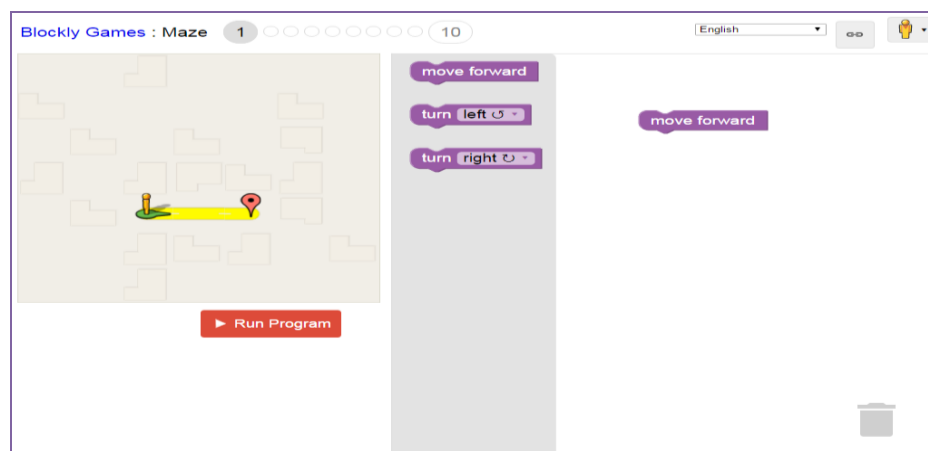 Blockly Games : Maze 1 10 English
move forward
turn left ↺
turn right ↻
move forward
Run Program